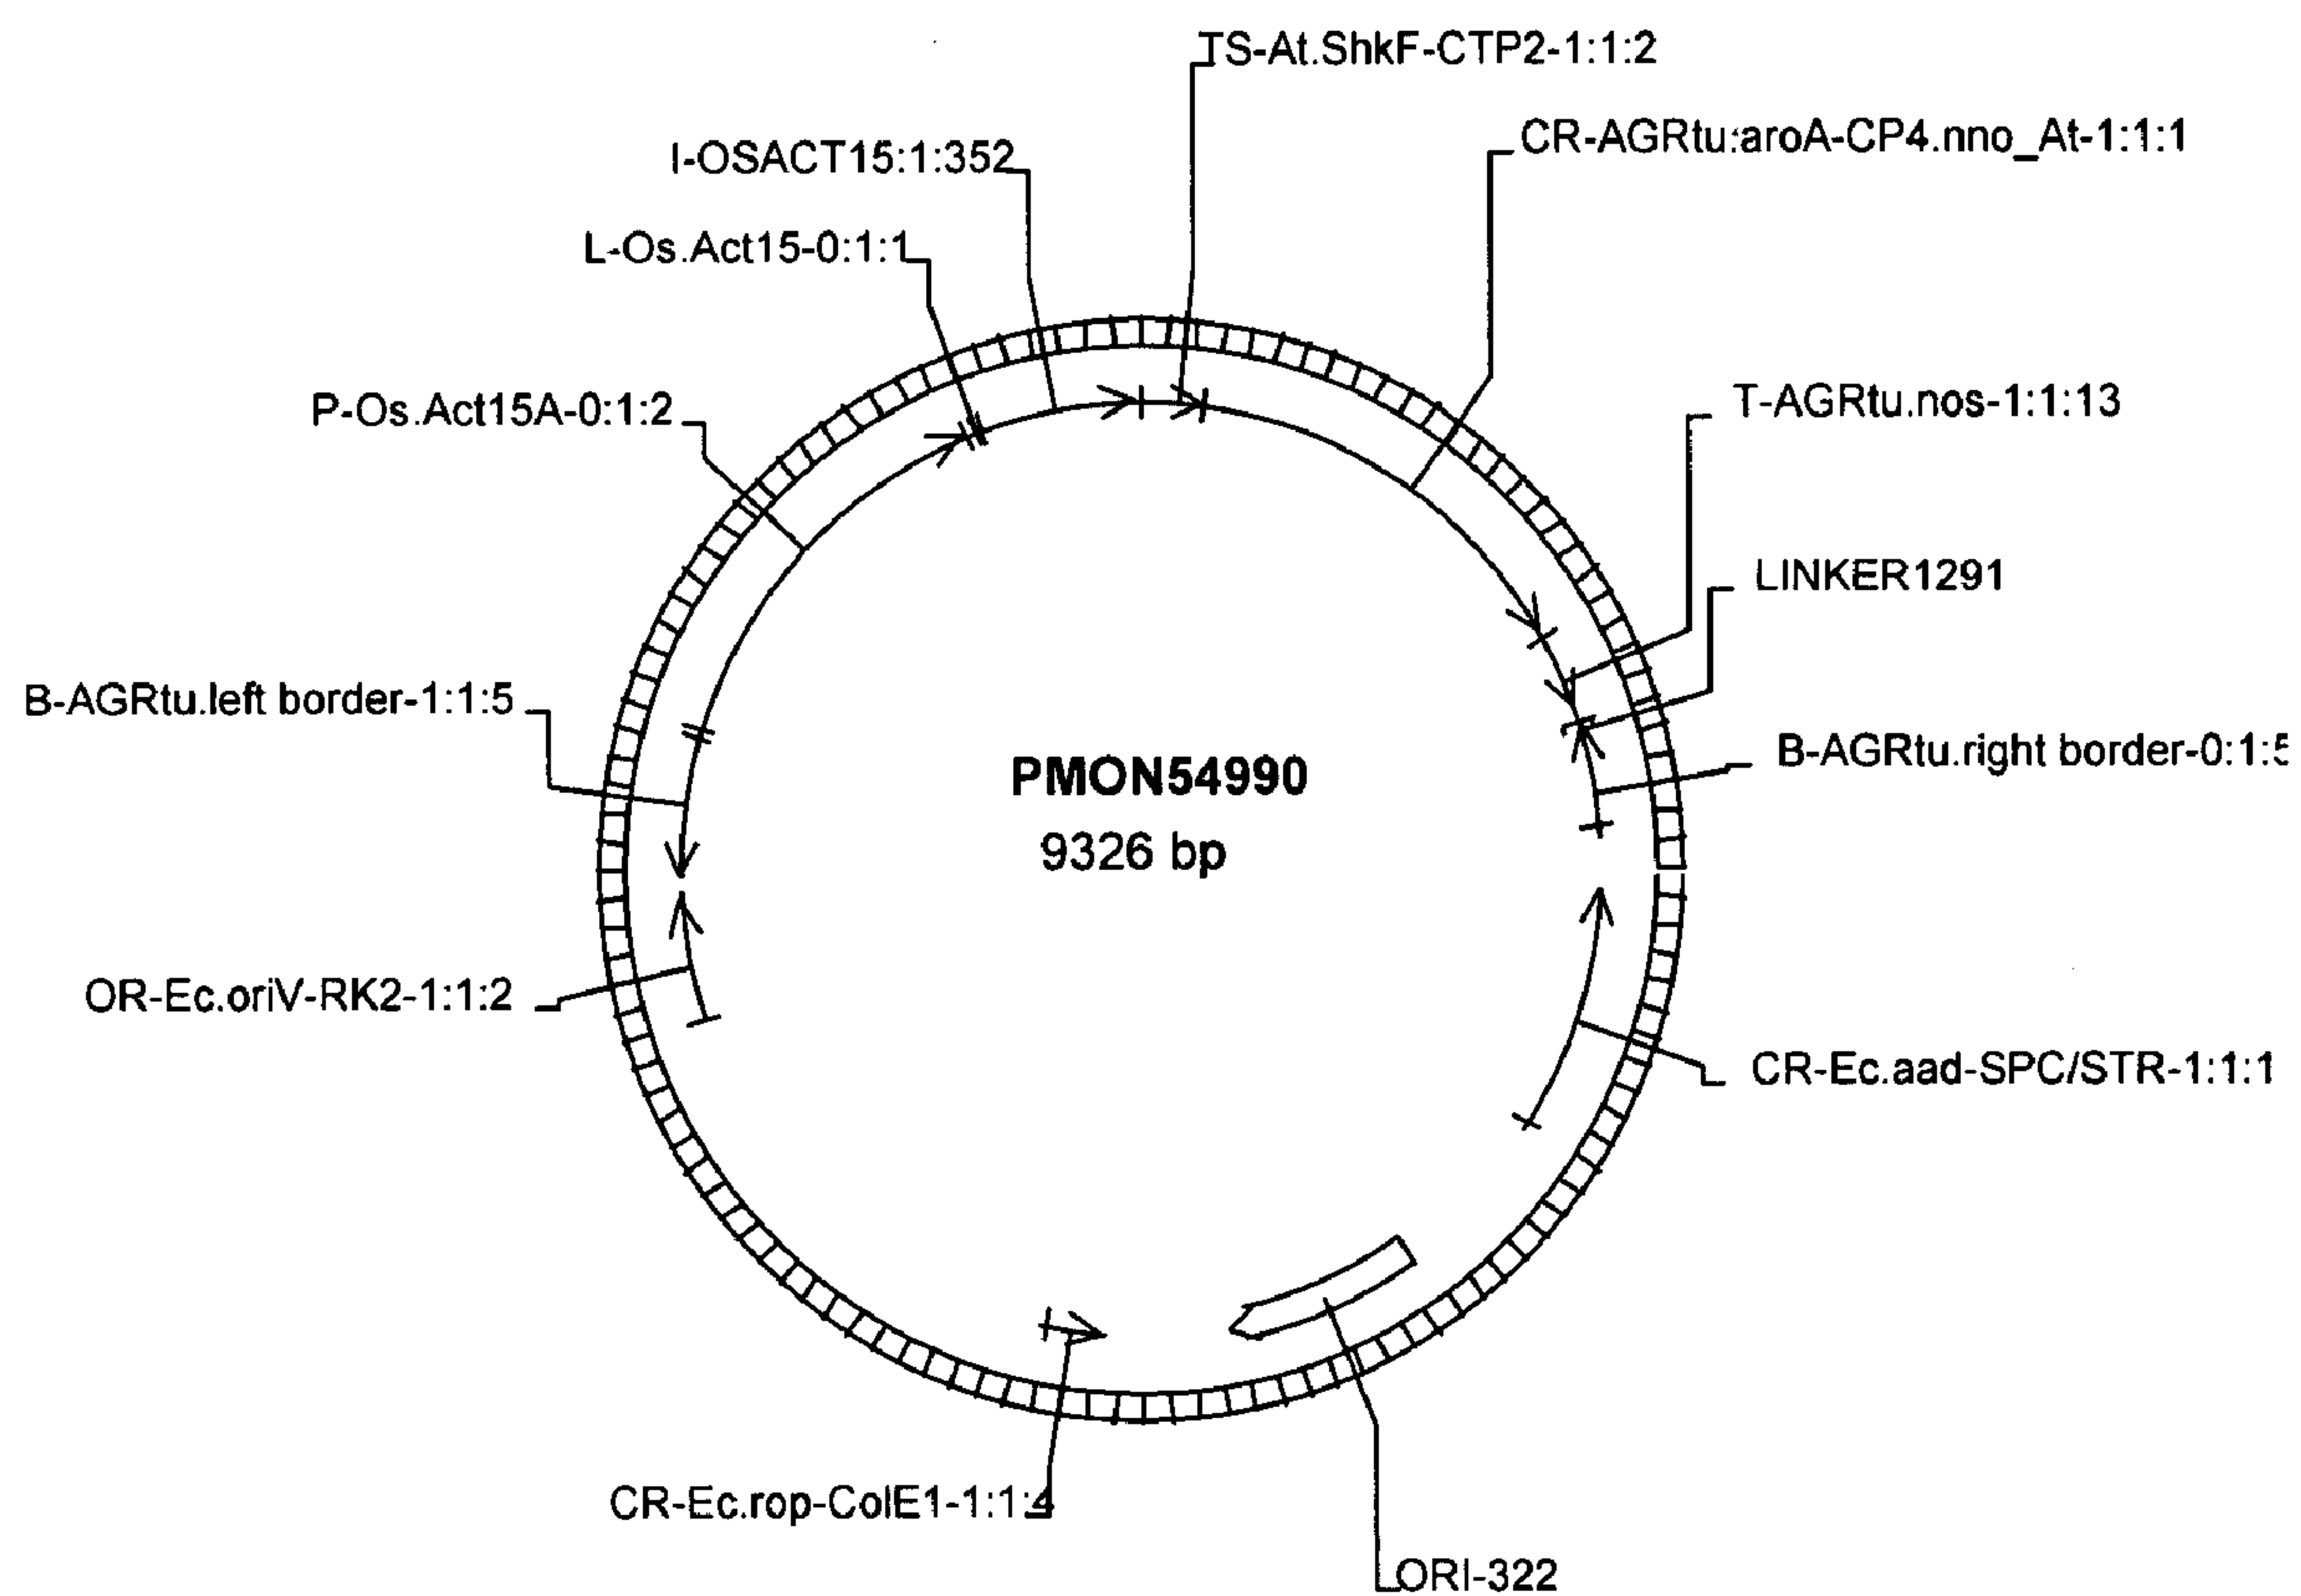 TS-At.ShkF-CTP2-1:1:2
CR-AGRtu:aroA-CP4.nno_At-1:1:1
I-OSACT15:1:352
L-Os.Act15-0:1:1
P-Os.Act15A-0:1:2
T-AGRtu.nos-1:1:13
LINKER1291
B-AGRtu.left border-1:1:5
B-AGRtu.right border-0:1:5
PMON54990
9326 bp
OR-Ec.oriV-RK2-1:1:2
CR-Ec.aad-SPC/STR-1:1:1
CR-Ec.rop-ColE1-1:1:4
ORI-322